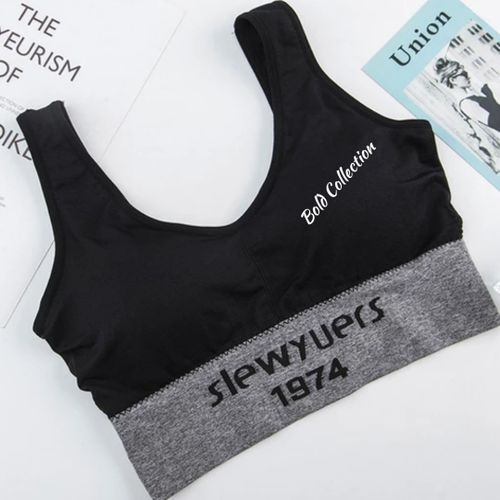 THE
YEURISM
OF
DIKE
Union
Bold Collection
slewyuers
1974